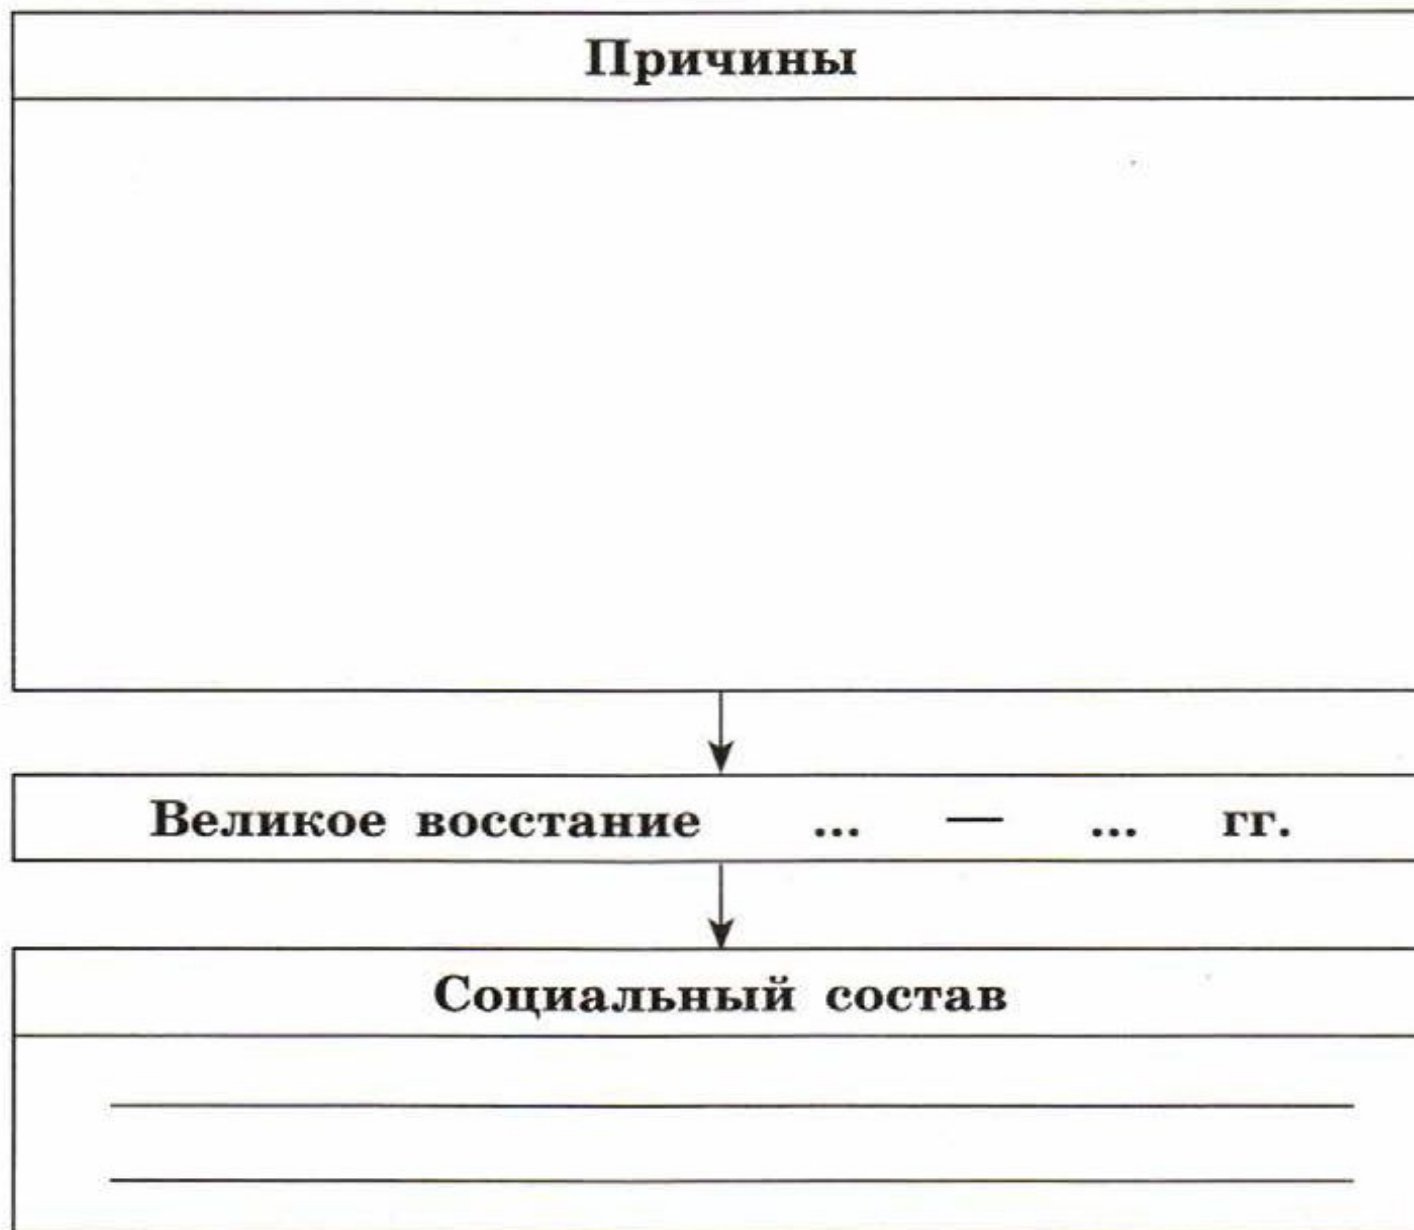 Причины
Великое восстание ... — ... гг.
Социальный состав